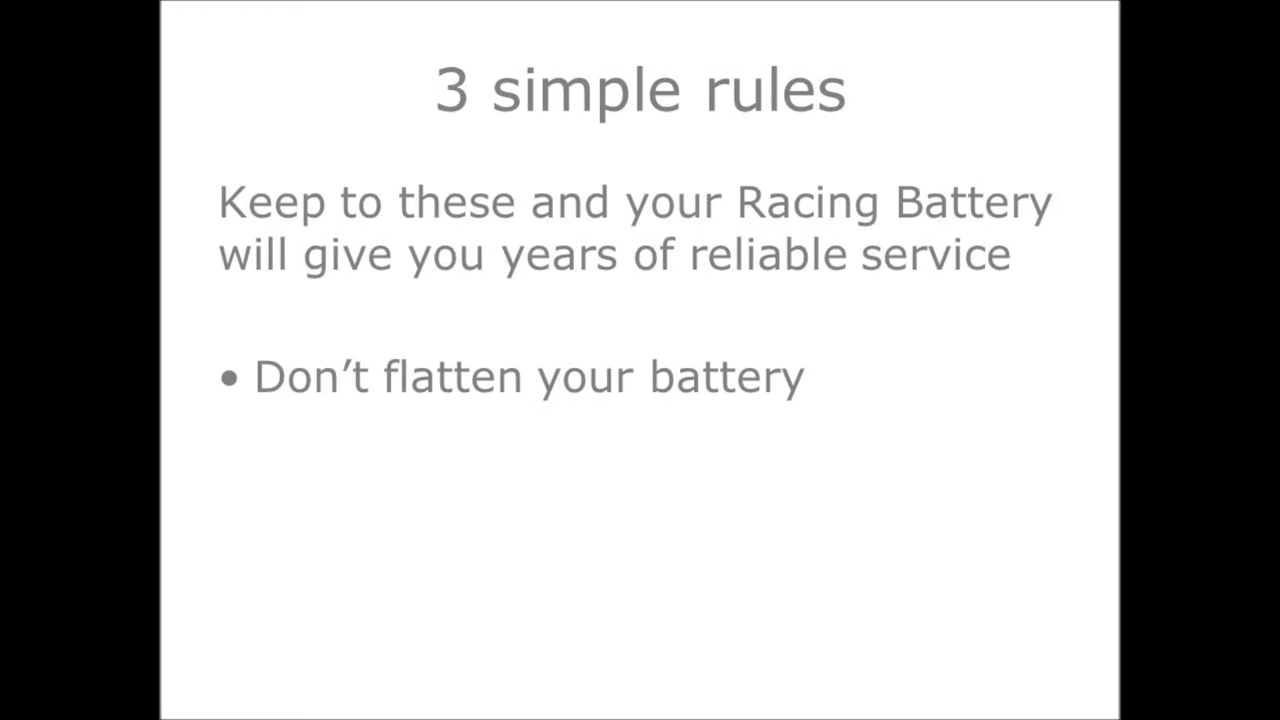 3 simple rules
Keep to these and your Racing Battery
will give you years of reliable service
• Don’t flatten your battery